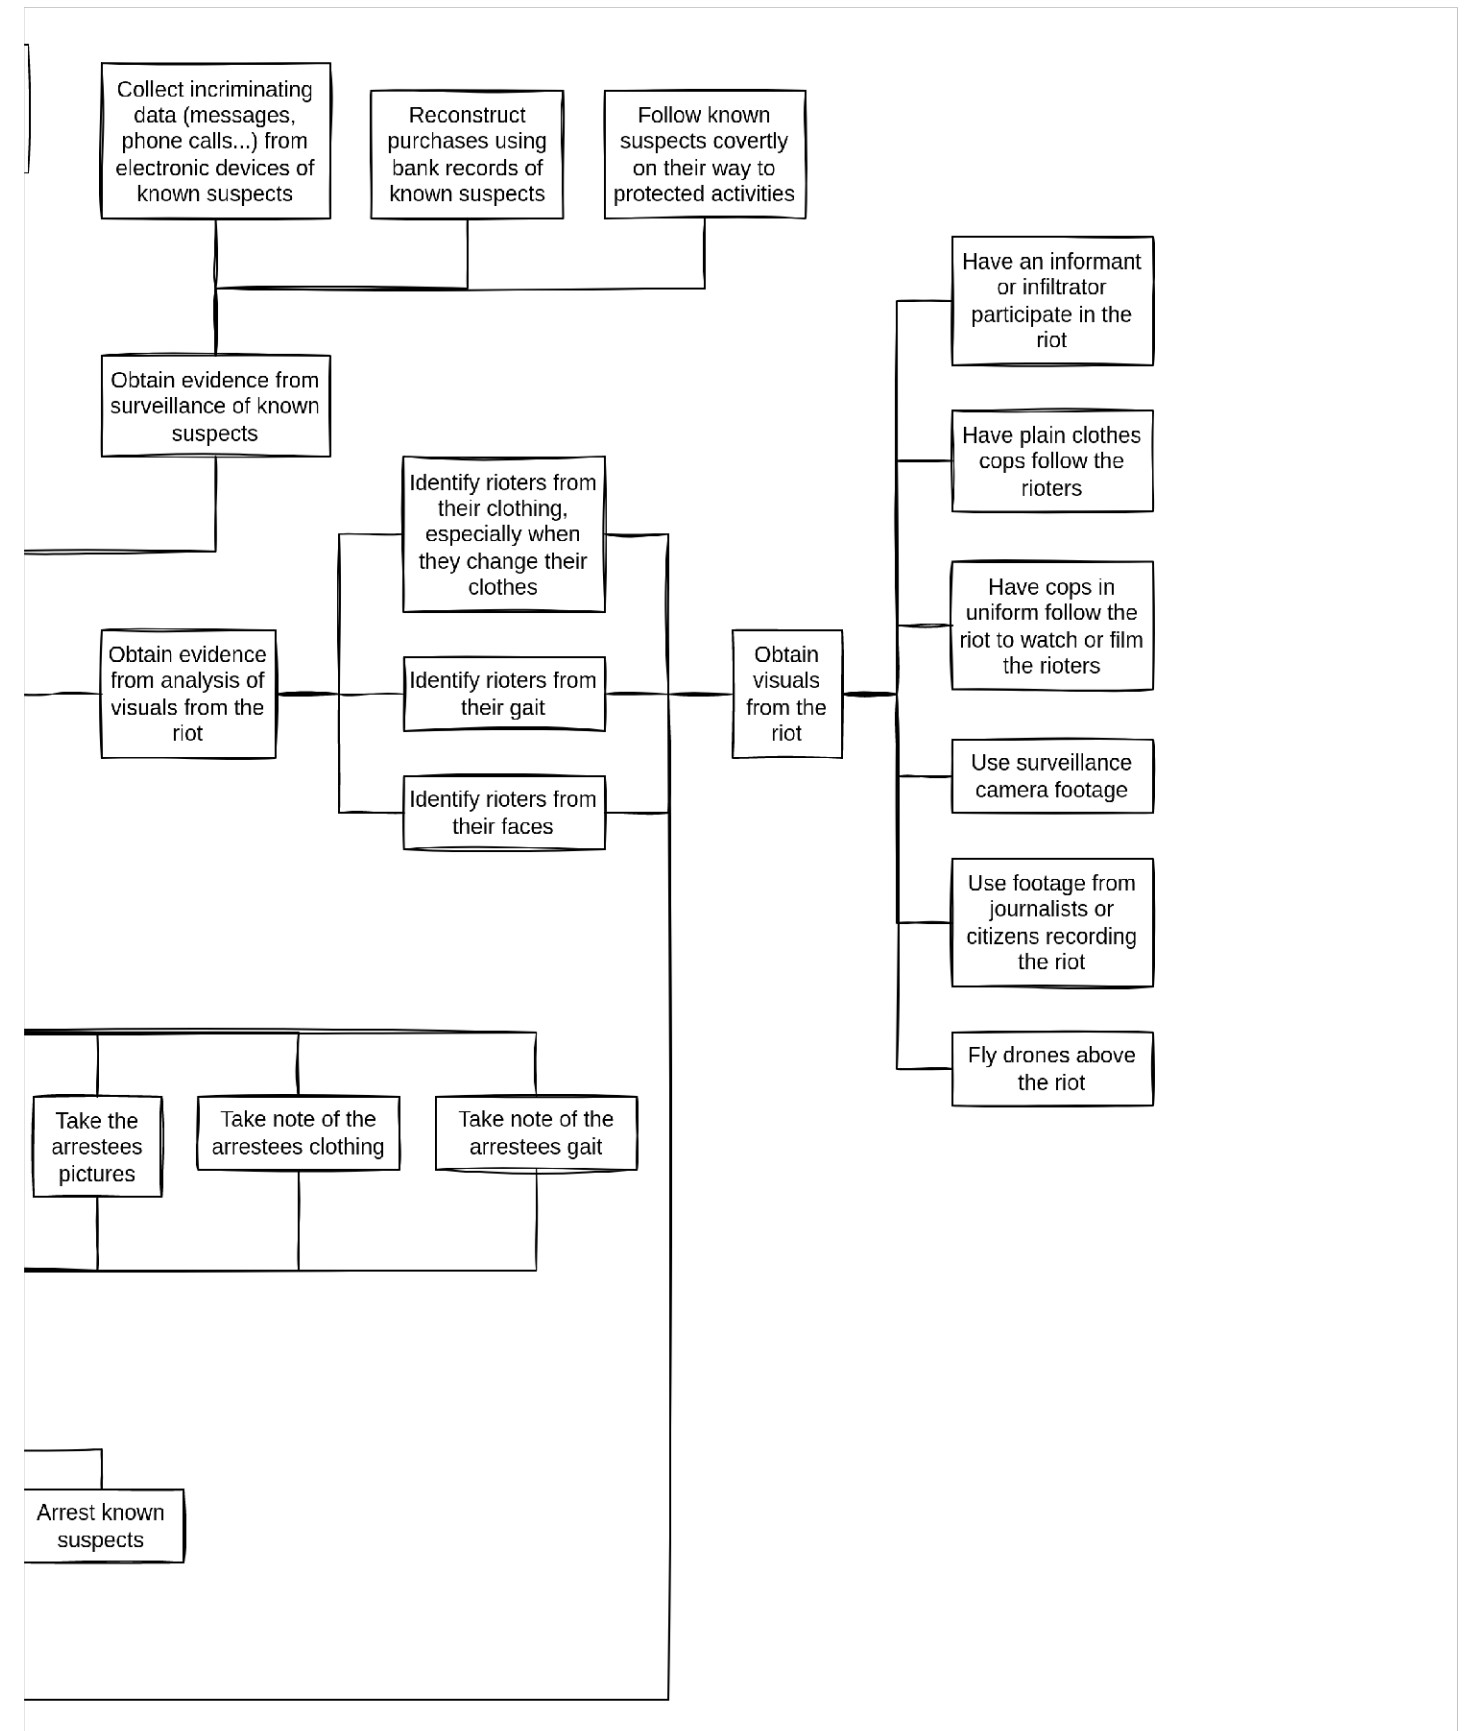 Collect incriminating
data (messages,
phone calls...) from
electronic devices of
known suspects
Reconstruct
purchases using
bank records of
known suspects
Follow known
suspects covertly
on their way to
protected activities
Have an informant
or infiltrator
participate in the
riot
Obtain evidence from
surveillance of known
suspects
Have plain clothes
cops follow the
rioters
Identify rioters from
their clothing,
especially when
they change their
clothes
Have cops in
uniform follow the
riot to watch or film
the rioters
Obtain evidence
from analysis of
visuals from the
riot
Identify rioters from
their gait
Obtain
visuals
from the
riot
Use surveillance
camera footage
Identify rioters from
their faces
Use footage from
journalists or
citizens recording
the riot
Fly drones above
the riot
Take the
arrestees
pictures
Take note of the
arrestees clothing
Take note of the
arrestees gait
Arrest known
suspects